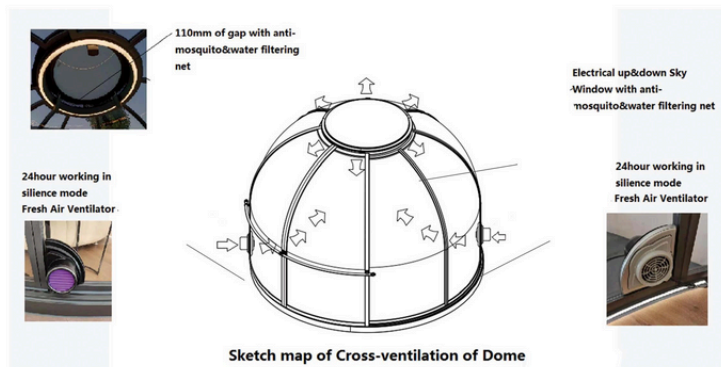 110mm of gap with anti-
mosquito&water filtering
net
Electrical up&down Sky
Window with anti-
mosquito&water filtering net
24hour working in
silience mode
Fresh Air Ventilator
24hour working in
silience mode
Fresh Air Ventilator
Sketch map of Cross-ventilation of Dome